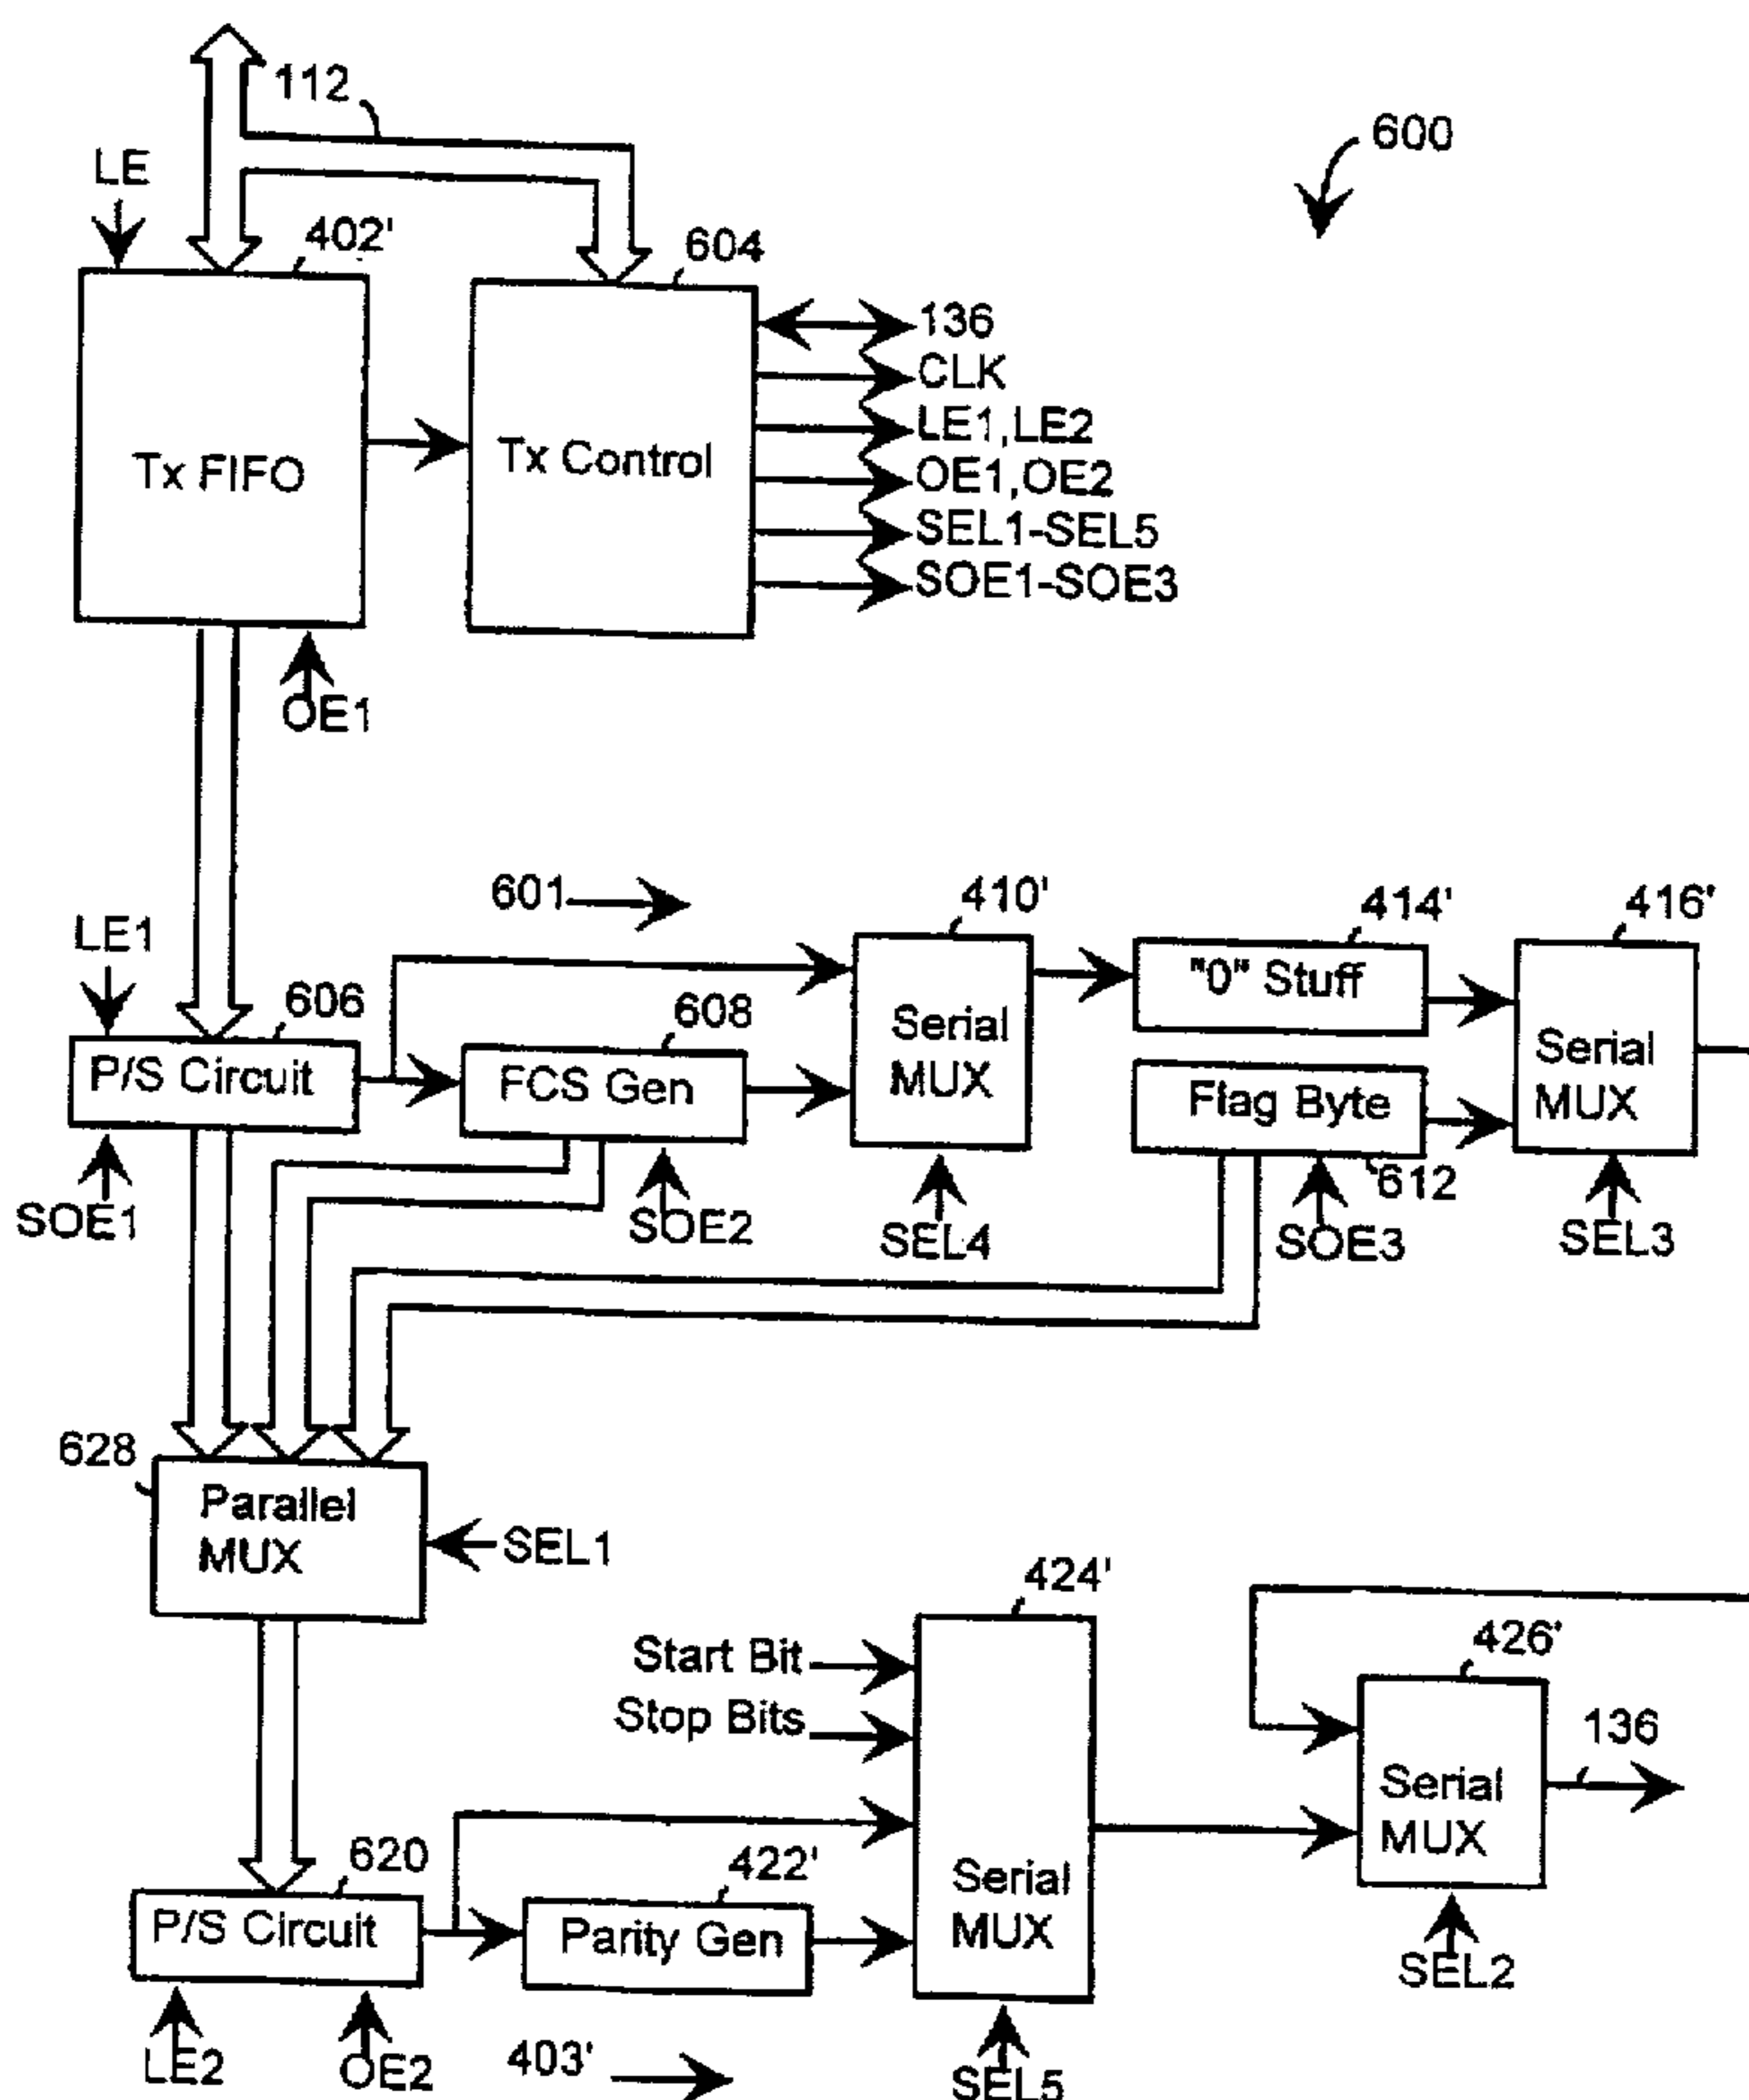 112
600
LE
402'
604
136
CLK
LE1,LE2
OE1,OE2
SEL1-SEL5
SOE1-SOE3
Tx FIFO
Tx Control
OE1
601
410'
414'
416'
LE1
606
608
"0" Stuff
Serial
MUX
Serial
MUX
P/S Circuit
FCS Gen
Flag Byte
612
SOE1
SOE2
SEL4
SOE3
SEL3
628
Parallel
MUX
SEL1
424'
Start Bit
Stop Bits
426'
136
Serial
MUX
620
422'
Serial
MUX
P/S Circuit
Parity Gen
SEL2
LE2
OE2
403'
SEL5